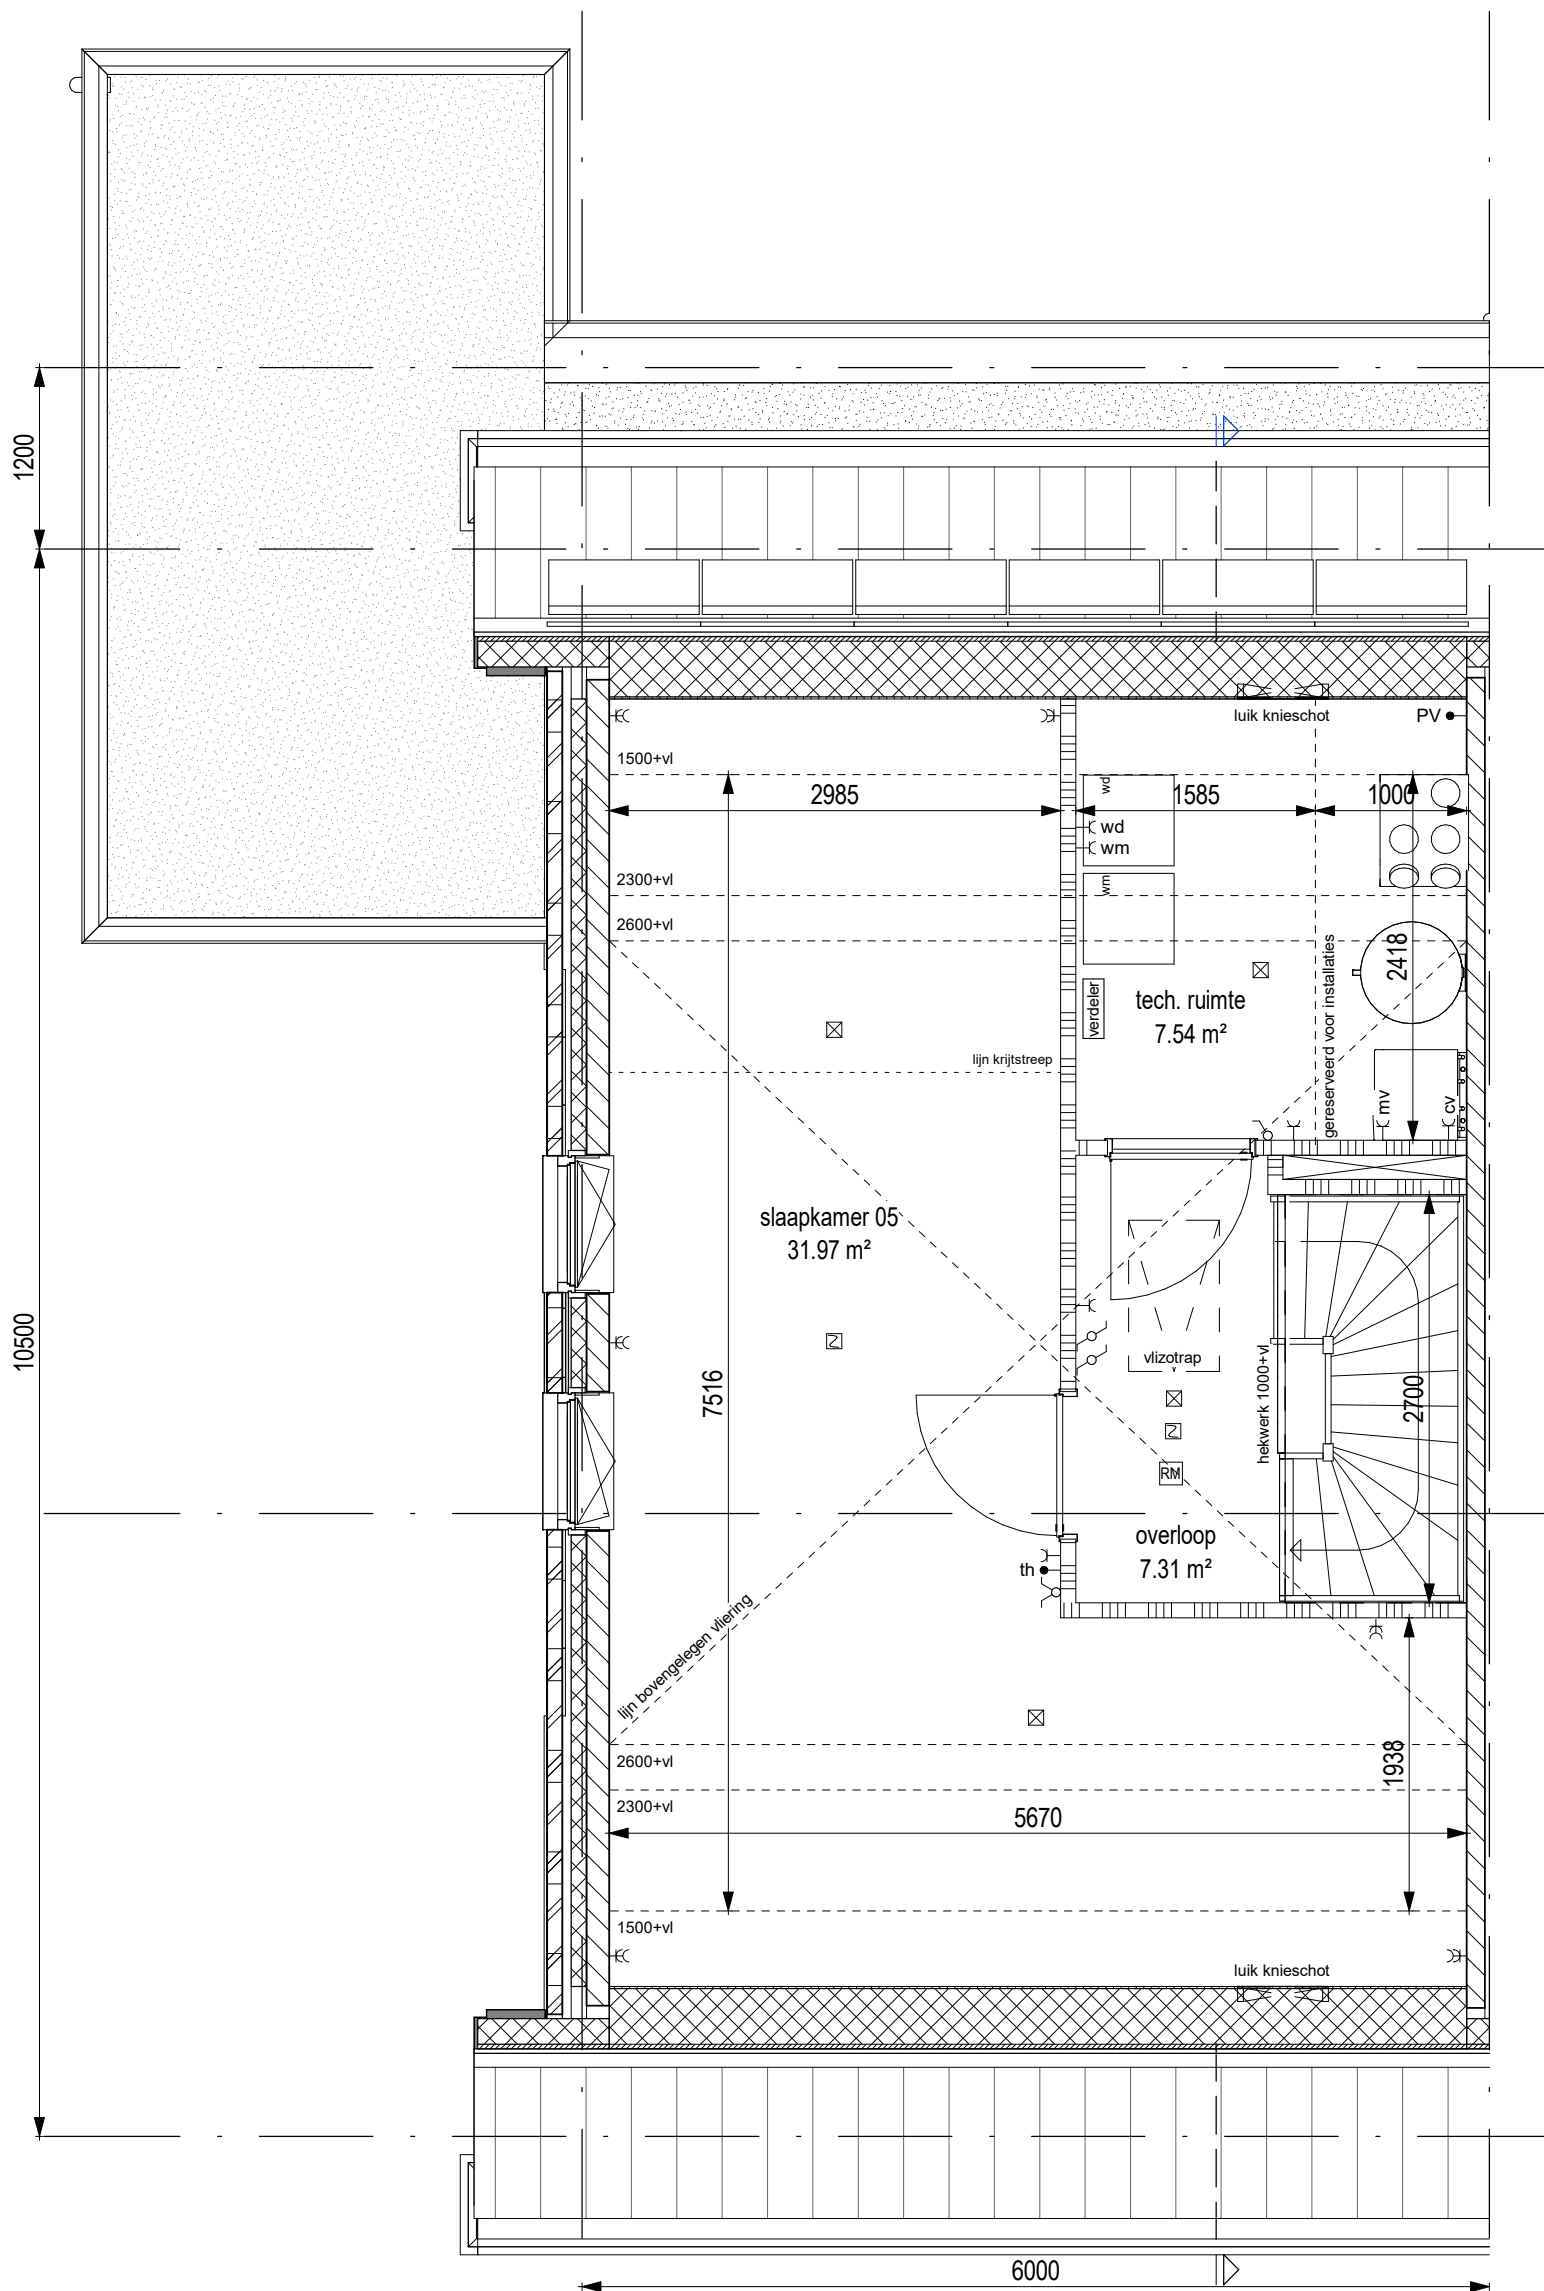 1200
luik knieschot
PV
1500+vl
2985
1585
1000
wd
wd
wm
2300+vl
wm
2600+vl
2418
gereserveerd voor installaties
verdeler
tech. ruimte
7.54 m²
lijn krijtstreep
mv
cv
slaapkamer 05
31.97 m²
10500
vlizotrap
7516
hekwerk 1000+vl
2700
RM
overloop
7.31 m²
th
lijn bovengelegen vliering
2600+vl
1938
2300+vl
5670
1500+vl
luik knieschot
6000